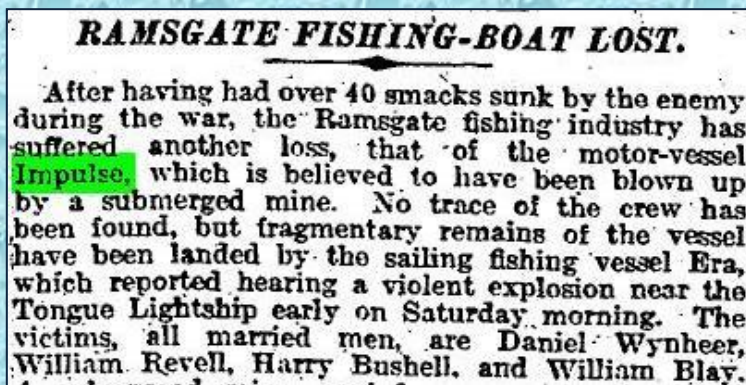 RAMSGATE FISHING-BOAT LOST.
After having had over 40 smacks sunk by the enemy
during the war, the Ramsgate fishing industry has
suffered another loss, that of the motor-vessel
Impulse, which is believed to have been blown up
by a submerged mine. No trace of the crew has
been found, but fragmentary remains of the vessel
have been landed by the sailing fishing vessel Era,
which reported hearing a violent explosion near the
Tongue Lightship early on Saturday morning. The
victims, all married men, are Daniel Wynheer,
William Revell, Harry Bushell, and William Blay.